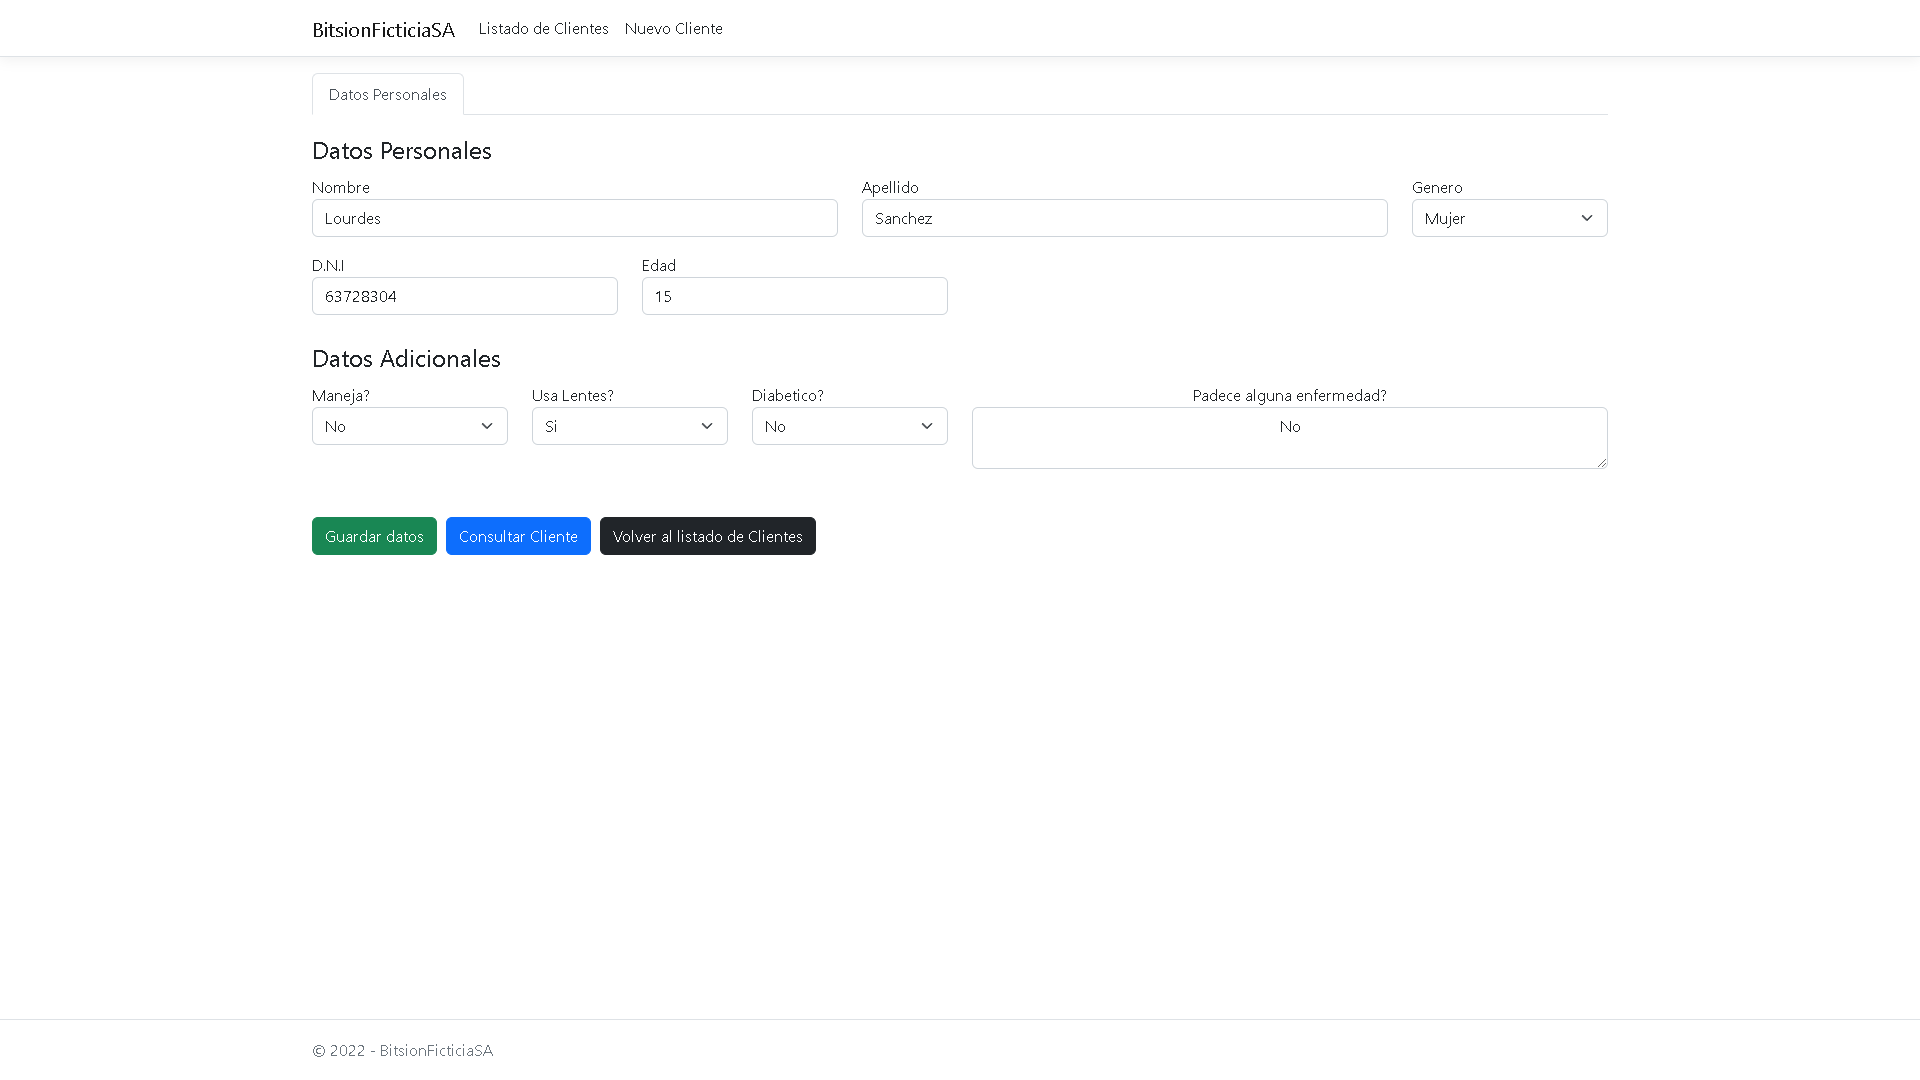 BitsionFicticiaSA Listado de Clientes Nuevo Cliente
Datos Personales
Datos Personales
Nombre Apellido Genero
Lourdes Sanchez Mujer
D.N.I Edad
63728304 15
Datos Adicionales
Maneja? Usa Lentes? Diabetico? Padece alguna enfermedad?
No Si No No
Guardar datos Consultar Cliente Volver al listado de Clientes
© 2022 - BitsionFicticiaSA